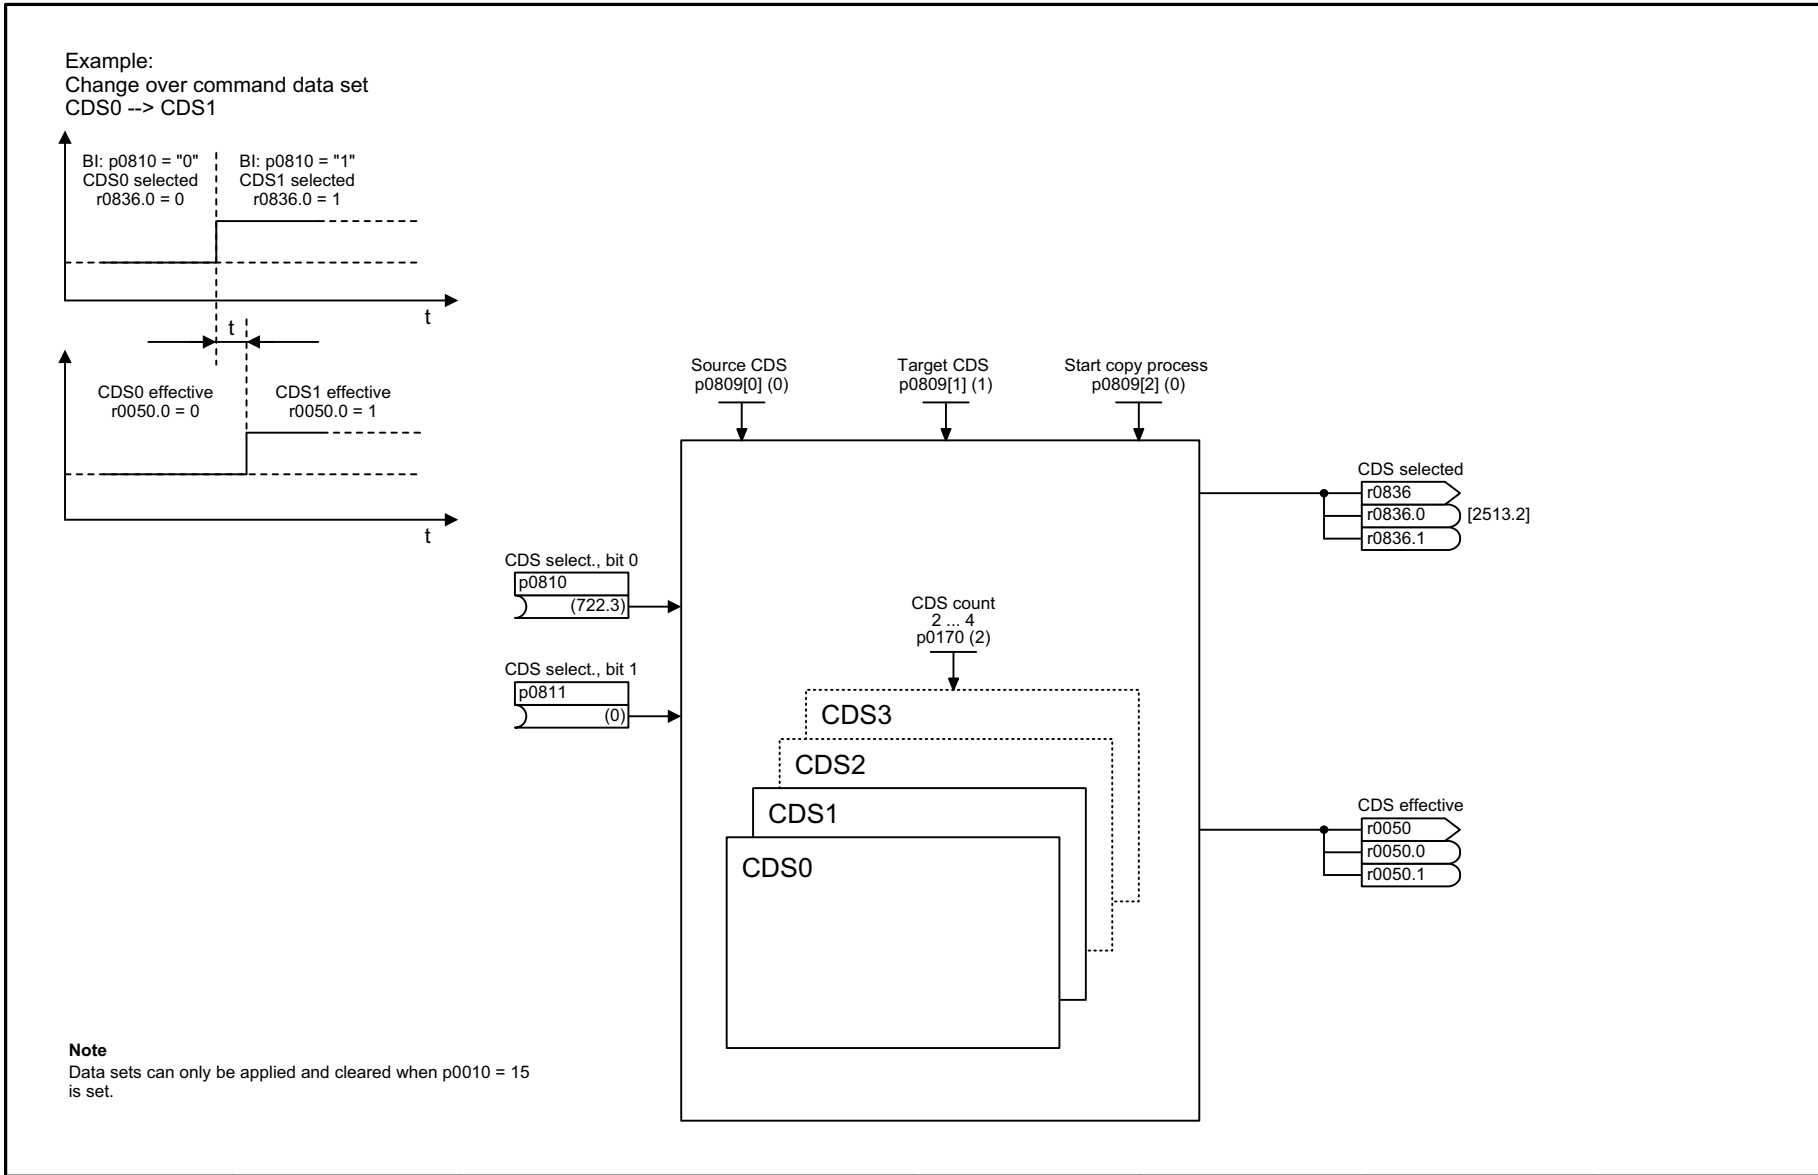 Example:
Change over command data set
CDS0 --> CDS1
BI: p0810 = "0"
CDS0 selected
r0836.0 = 0
BI: p0810 = "1"
CDS1 selected
r0836.0 = 1
t
t
CDS0 effective
r0050.0 = 0
CDS1 effective
r0050.0 = 1
t
Source CDS
p0809[0] (0)
Target CDS
p0809[1] (1)
Start copy process
p0809[2] (0)
CDS selected
r0836
r0836.0
[2513.2]
r0836.1
CDS select., bit 0
p0810
(722.3)
CDS select., bit 1
p0811
(0)
CDS count
2 ... 4
p0170 (2)
CDS3
CDS2
CDS1
CDS0
CDS effective
r0050
r0050.0
r0050.1
Note
Data sets can only be applied and cleared when p0010 = 15
is set.